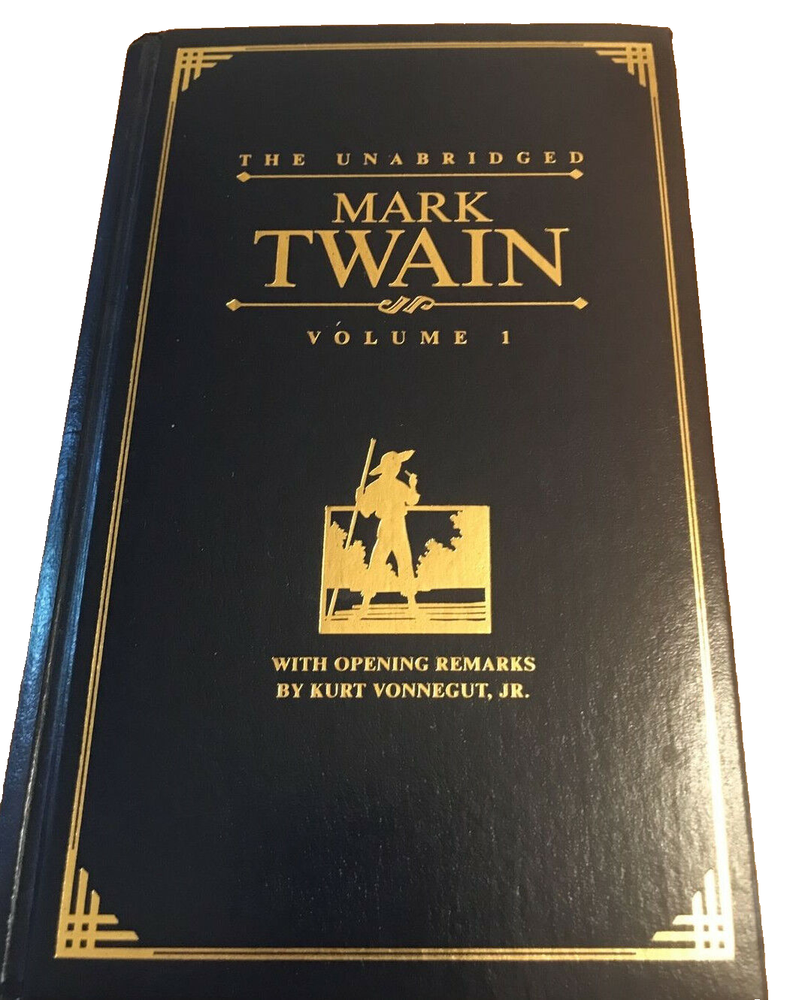 THE UNABRIDGED
MARK
TWAIN
VOLUME 1
WITH OPENING REMARKS
BY KURT VONNEGUT, JR.